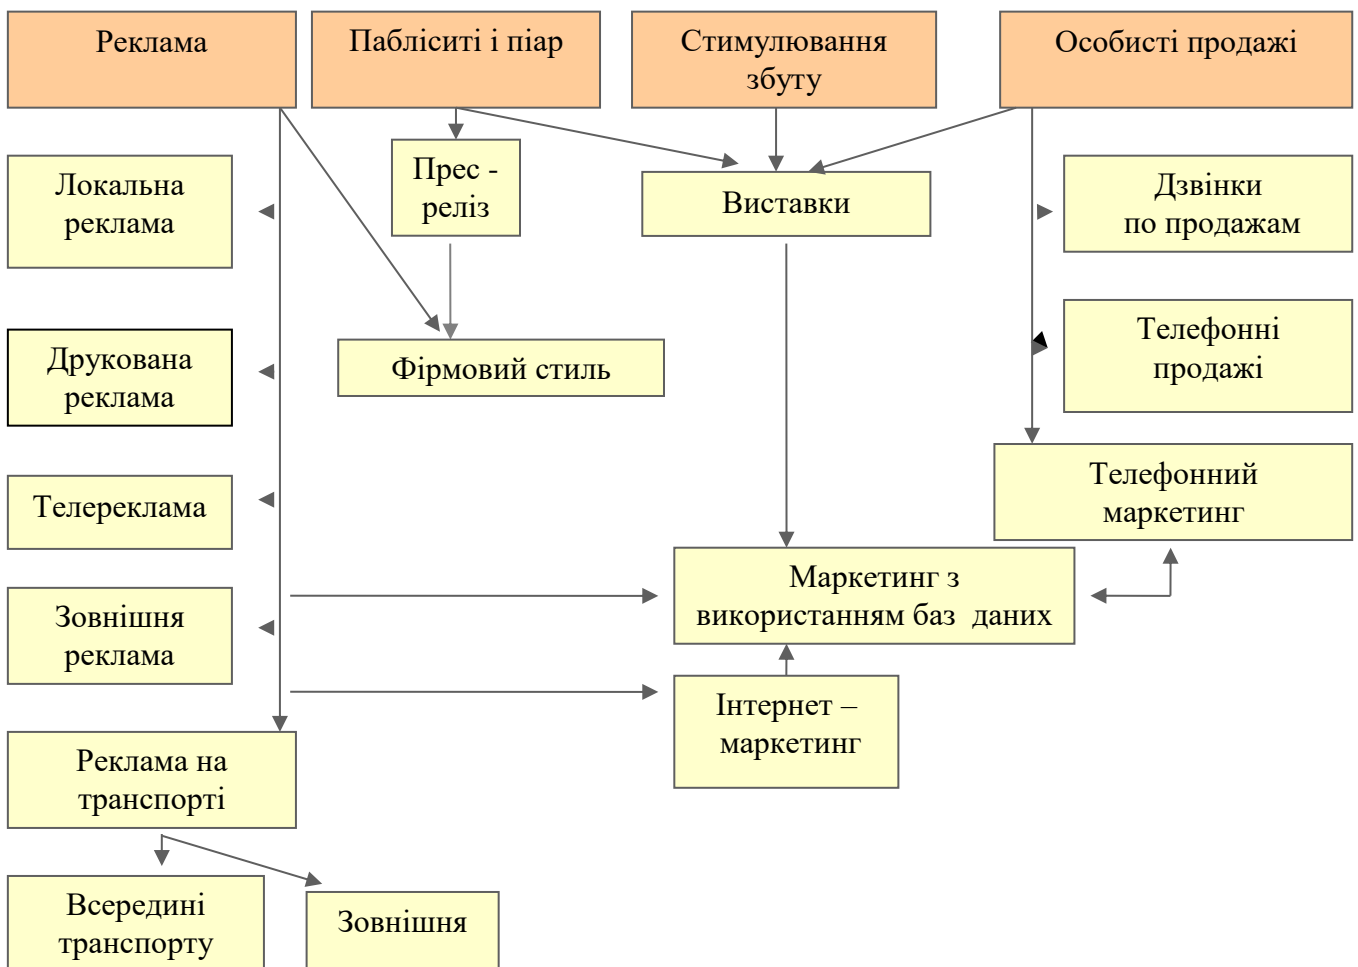 Реклама
Пабліситі і піар
Стимулювання
збуту
Особисті продажі
Прес -
реліз
Локальна
реклама
Виставки
Дзвінки
по продажам
Друкована
реклама
Фірмовий стиль
Телефонні
продажі
Телереклама
Телефонний
маркетинг
Зовнішня
реклама
Маркетинг з
використанням баз  даних
Інтернет –
маркетинг
Реклама на
транспорті
Всередині
транспорту
Зовнішня